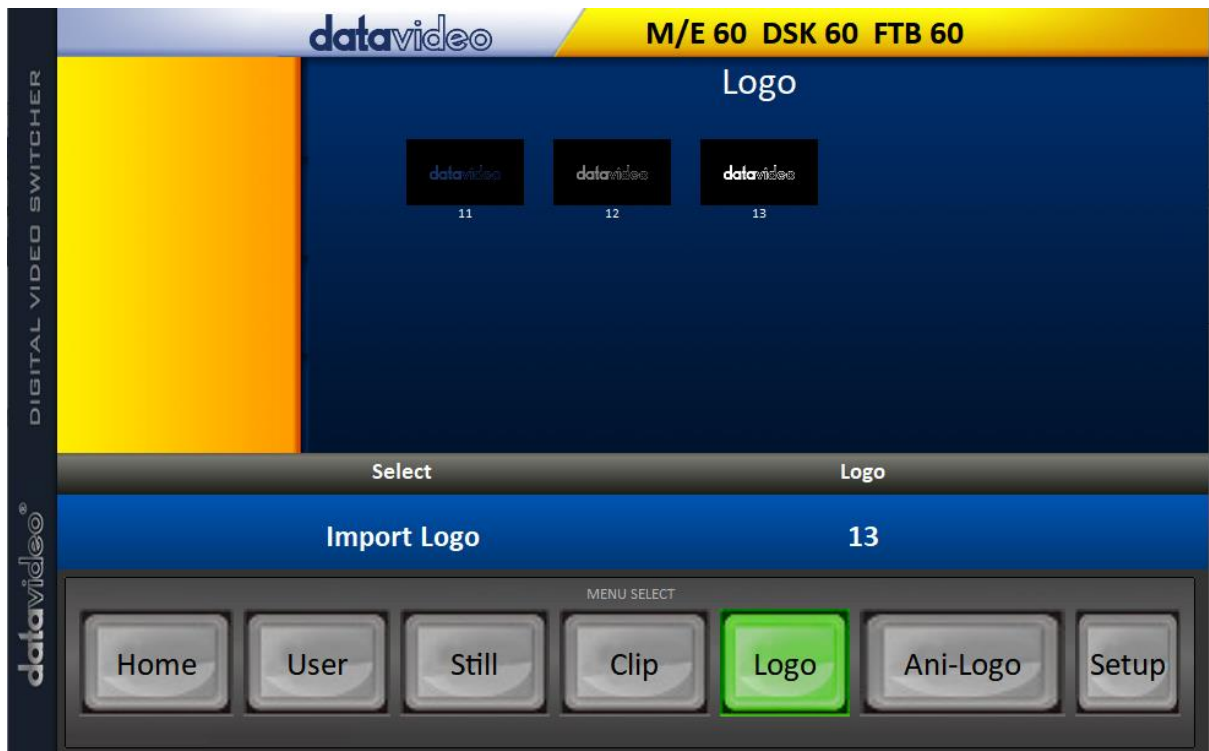 datavideo M/E 60 DSK 60 FTB 60
DIGITAL VIDEO SWITCHER
datavideo®
Logo
datavideo datavideo datavideo
11 12 13
Select Logo
Import Logo 13
MENU SELECT
Home User Still Clip Logo Ani-Logo Setup